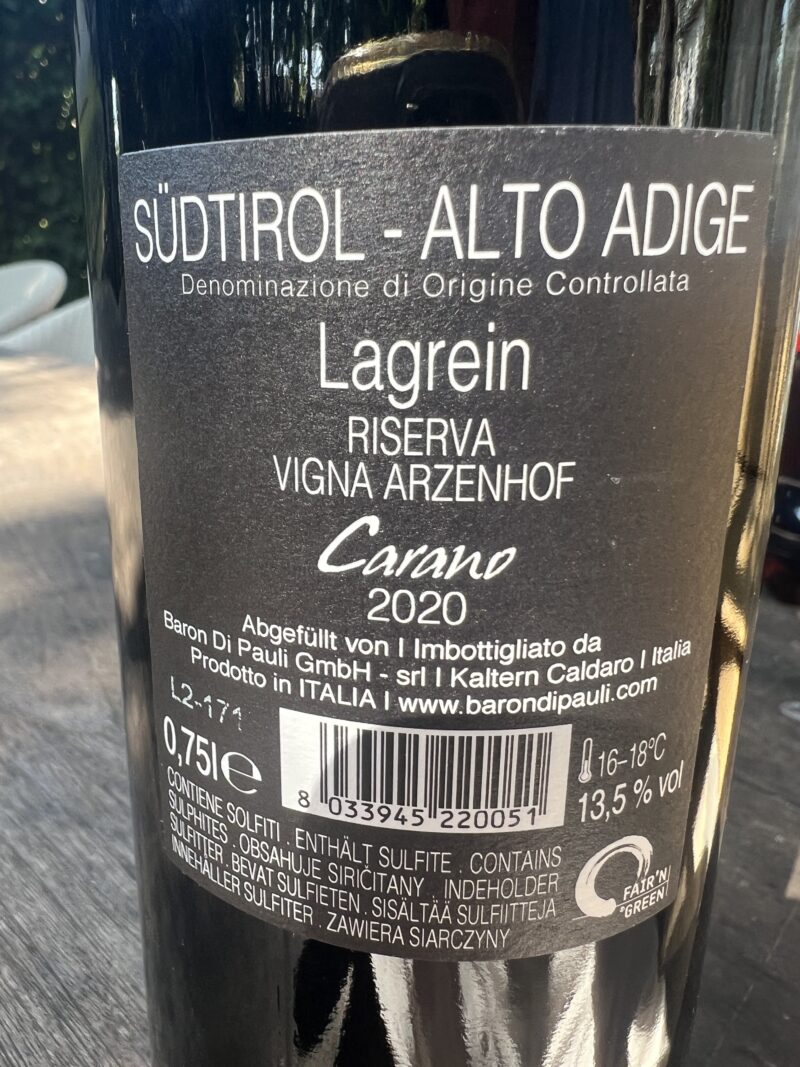 SÜDTIROL - ALTO ADIGE
Denominazione di Origine Controllata
Lagrein
RISERVA
VIGNA ARZENHOF
Carano
2020
Abgefüllt von I Imbottigliato da
Baron Di Pauli GmbH - srl I Kaltern Caldaro I Italia
Prodotto in ITALIA I www.barondipauli.com
L2-171
0,75l e
8 033945 220051
16–18°C
13,5 % vol
CONTIENE SOLFITI . ENTHÄLT SULFITE . CONTAINS
SULPHITES . OBSAHUJE SIRIČITANY . INDEHOLDER
SULFITTER . BEVAT SULFIETEN . SISÄLTÄÄ SULFIITTEJA
INNEHÅLLER SULFITER . ZAWIERA SIARCZYNY
FAIR'N
GREEN